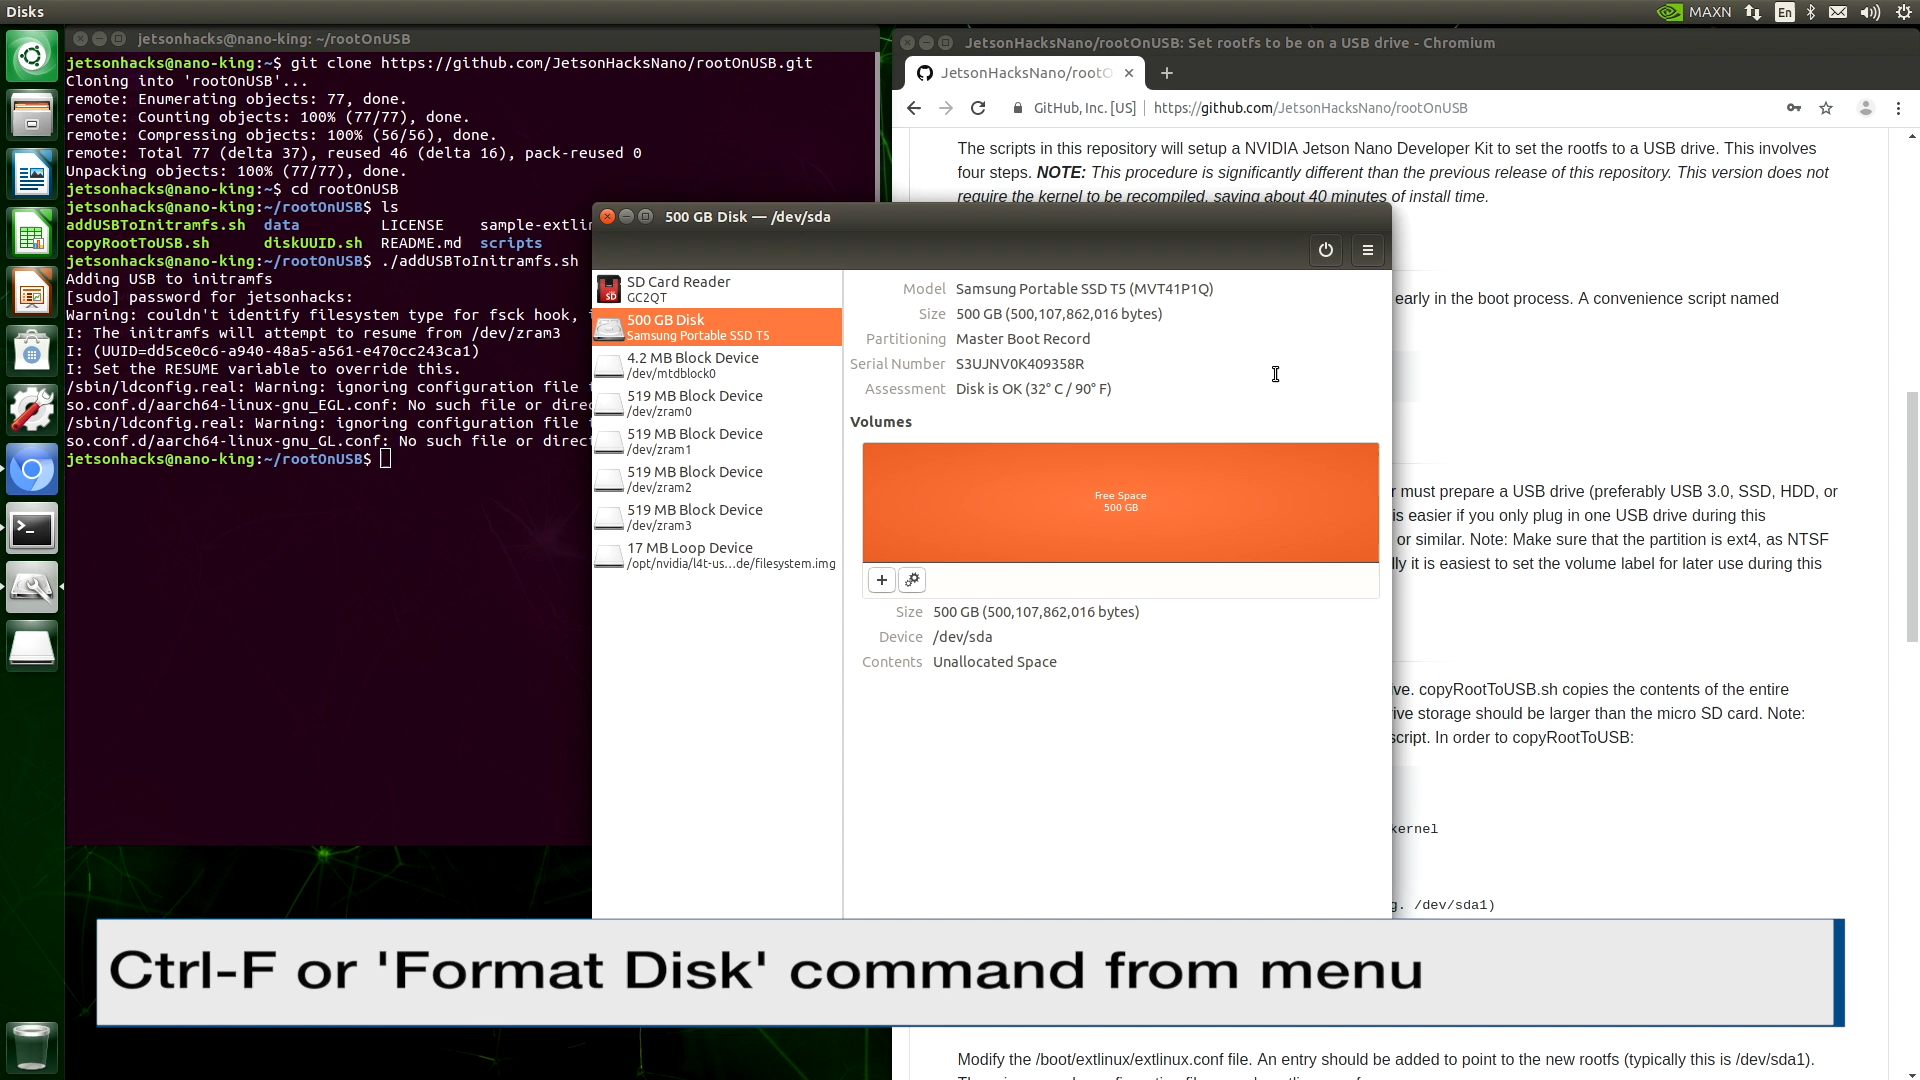 Disks
MAXN
En
jetsonhacks@nano-king: ~/rootOnUSB
jetsonhacks@nano-king:~$ git clone https://github.com/JetsonHacksNano/rootOnUSB.git
Cloning into 'rootOnUSB'...
remote: Enumerating objects: 77, done.
remote: Counting objects: 100% (77/77), done.
remote: Compressing objects: 100% (56/56), done.
remote: Total 77 (delta 37), reused 46 (delta 16), pack-reused 0
Unpacking objects: 100% (77/77), done.
jetsonhacks@nano-king:~$ cd rootOnUSB
jetsonhacks@nano-king:~/rootOnUSB$ ls
addUSBToInitramfs.sh data LICENSE sample-extlin
copyRootToUSB.sh diskUUID.sh README.md scripts
jetsonhacks@nano-king:~/rootOnUSB$ ./addUSBToInitramfs.sh
Adding USB to initramfs
[sudo] password for jetsonhacks:
Warning: couldn't identify filesystem type for fsck hook,
I: The initramfs will attempt to resume from /dev/zram3
I: (UUID=dd5ce0c6-a940-48a5-a561-e470cc243ca1)
I: Set the RESUME variable to override this.
/sbin/ldconfig.real: Warning: ignoring configuration file
so.conf.d/aarch64-linux-gnu_EGL.conf: No such file or direc
/sbin/ldconfig.real: Warning: ignoring configuration file
so.conf.d/aarch64-linux-gnu_GL.conf: No such file or direct
jetsonhacks@nano-king:~/rootOnUSB$
500 GB Disk — /dev/sda
SD Card Reader
GC2QT
500 GB Disk
Samsung Portable SSD T5
4.2 MB Block Device
/dev/mtdblock0
519 MB Block Device
/dev/zram0
519 MB Block Device
/dev/zram1
519 MB Block Device
/dev/zram2
519 MB Block Device
/dev/zram3
17 MB Loop Device
/opt/nvidia/l4t-us...de/filesystem.img
Model Samsung Portable SSD T5 (MVT41P1Q)
Size 500 GB (500,107,862,016 bytes)
Partitioning Master Boot Record
Serial Number S3UJNV0K409358R
Assessment Disk is OK (32° C / 90° F)
Volumes
Free Space
500 GB
Size 500 GB (500,107,862,016 bytes)
Device /dev/sda
Contents Unallocated Space
JetsonHacksNano/rootOnUSB: Set rootfs to be on a USB drive - Chromium
JetsonHacksNano/rootO
GitHub, Inc. [US] https://github.com/JetsonHacksNano/rootOnUSB
The scripts in this repository will setup a NVIDIA Jetson Nano Developer Kit to set the rootfs to a USB drive. This involves
four steps. NOTE: This procedure is significantly different than the previous release of this repository. This version does not
require the kernel to be recompiled, saving about 40 minutes of install time.
early in the boot process. A convenience script named
r must prepare a USB drive (preferably USB 3.0, SSD, HDD, or
is easier if you only plug in one USB drive during this
or similar. Note: Make sure that the partition is ext4, as NTSF
lly it is easiest to set the volume label for later use during this
ive. copyRootToUSB.sh copies the contents of the entire
ive storage should be larger than the micro SD card. Note:
script. In order to copyRootToUSB:
kernel
g. /dev/sda1)
Ctrl-F or 'Format Disk' command from menu
Modify the /boot/extlinux/extlinux.conf file. An entry should be added to point to the new rootfs (typically this is /dev/sda1).